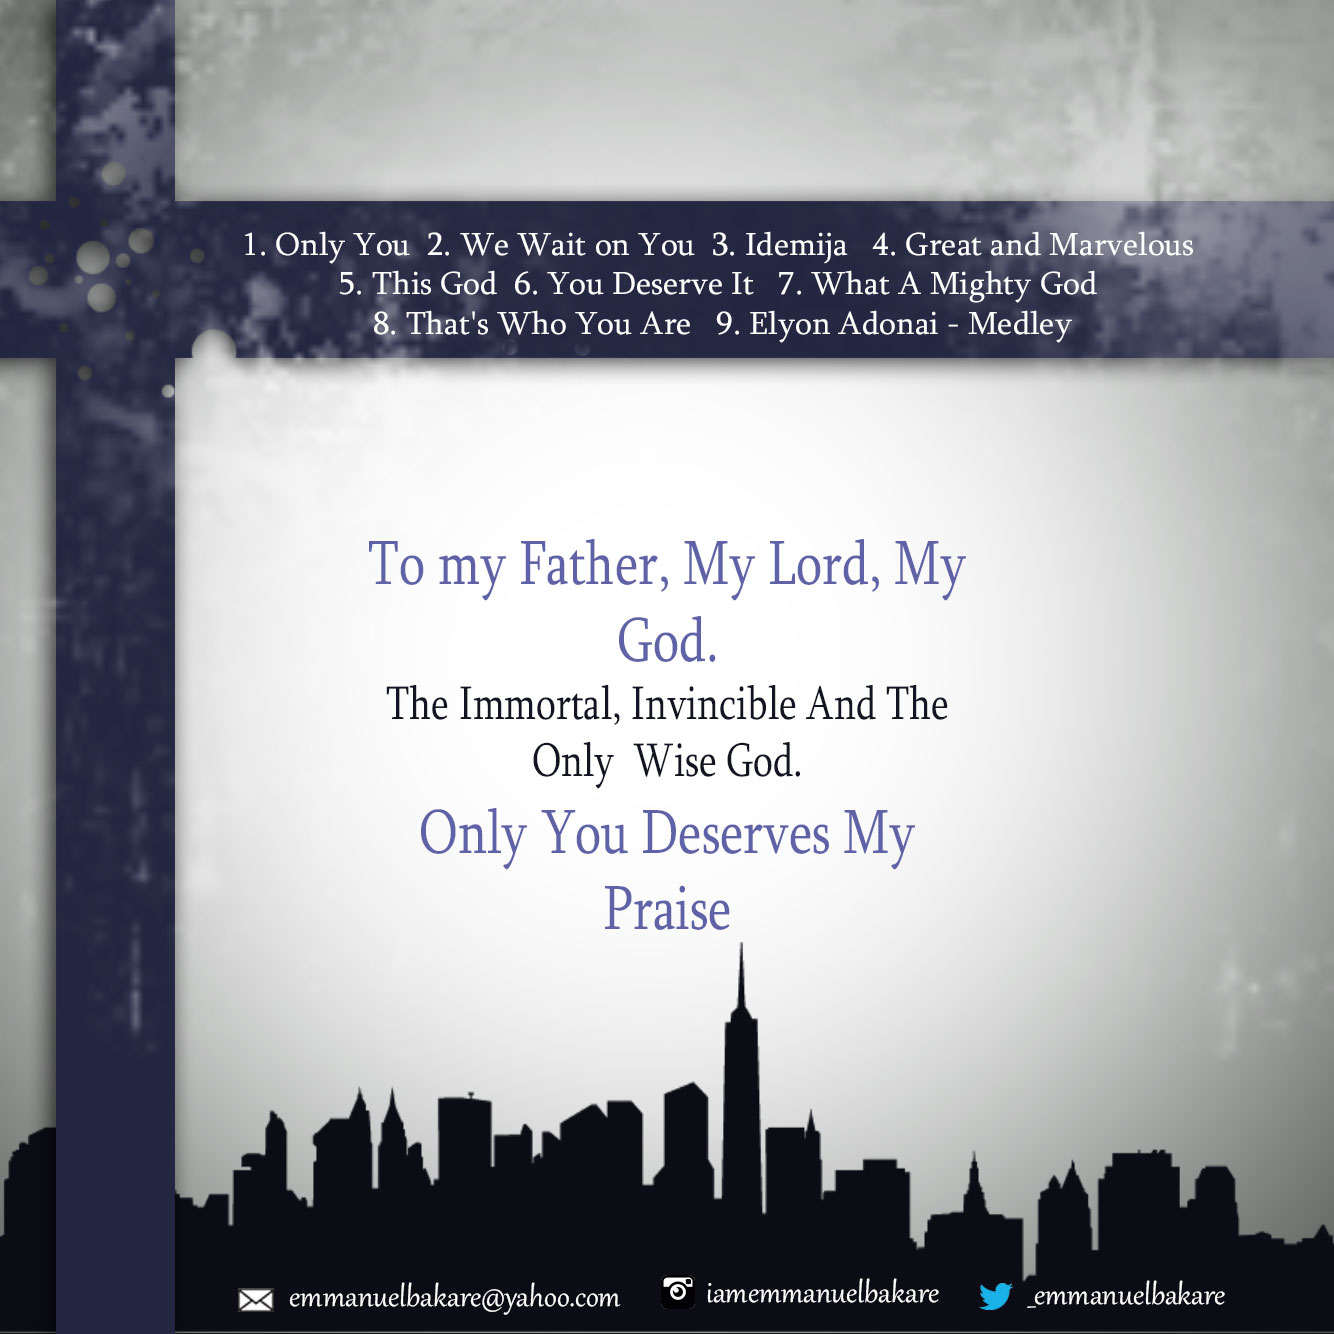 1. Only You  2. We Wait on You  3. Idemija  4. Great and Marvelous
5. This God  6. You Deserve It  7. What A Mighty God
8. That's Who You Are  9. Elyon Adonai - Medley
To my Father, My Lord, My
God.
The Immortal, Invincible And The
Only Wise God.
Only You Deserves My
Praise
emmanuelbakare@yahoo.com iamemmanuelbakare _emmanuelbakare